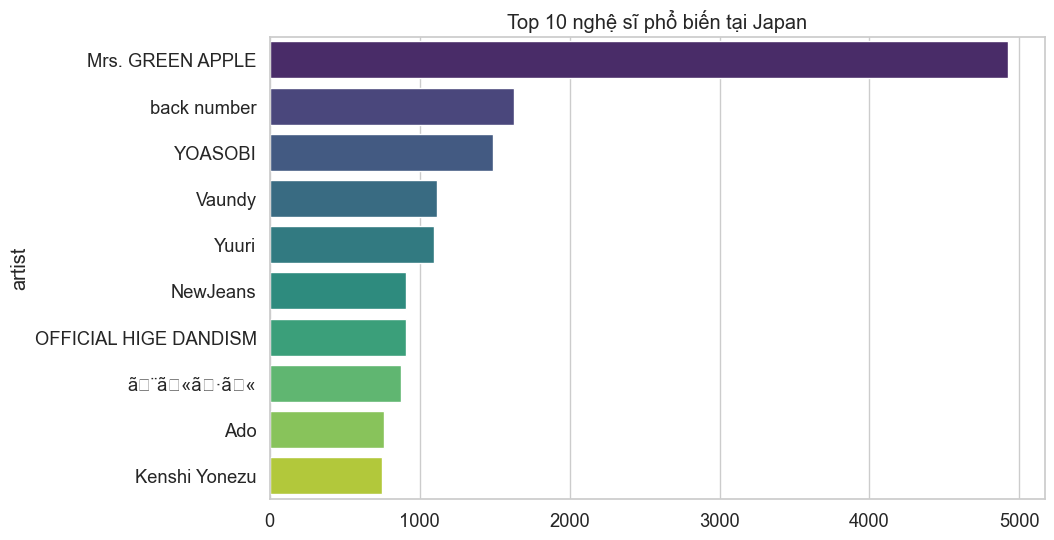 Top 10 nghệ sĩ phổ biến tại Japan
artist
Mrs. GREEN APPLE
back number
YOASOBI
Vaundy
Yuuri
NewJeans
OFFICIAL HIGE DANDISM
ã□¨ã□«ã□·ã□«
Ado
Kenshi Yonezu
0 1000 2000 3000 4000 5000